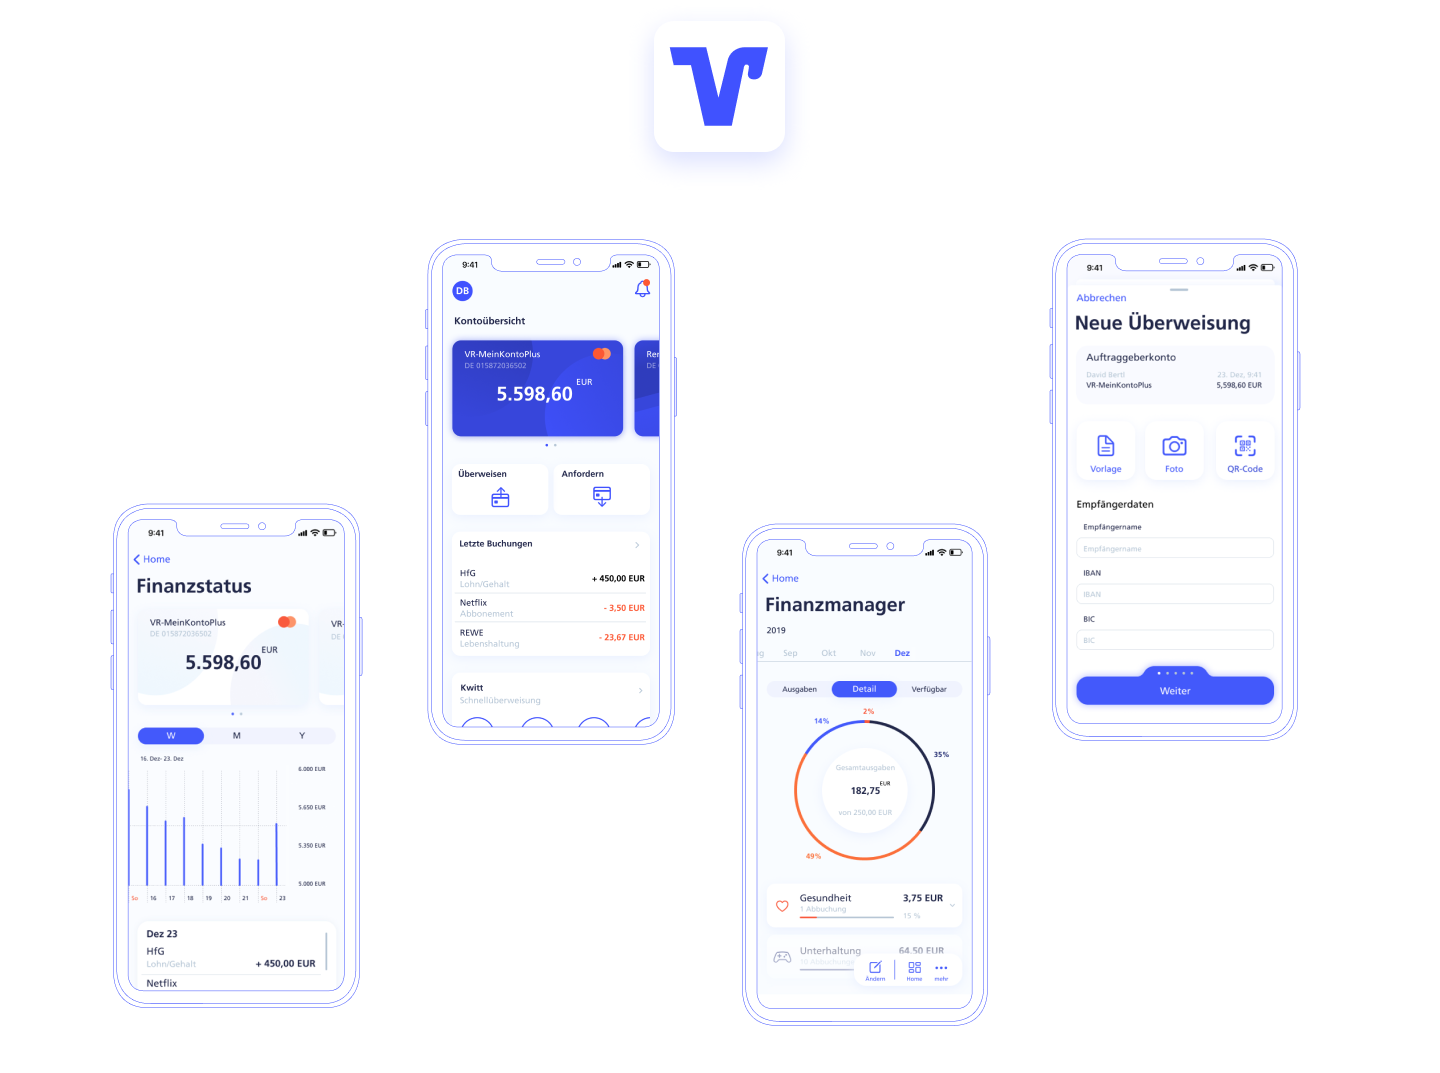 9:41
Home
Finanzstatus
VR-MeinKontoPlus
DE 015872036502
5.598,60 EUR
VR-
DE
W M Y
16. Dez- 23. Dez
6.000 EUR
5.650 EUR
5.350 EUR
5.000 EUR
So 16 17 18 19 20 21 So 23
Dez 23
HfG
Lohn/Gehalt + 450,00 EUR
Netflix
9:41
DB
Kontoübersicht
VR-MeinKontoPlus
DE 015872036502
5.598,60 EUR
Rer
DE
Überweisen Anfordern
Letzte Buchungen
HfG
Lohn/Gehalt + 450,00 EUR
Netflix
Abbonement - 3,50 EUR
REWE
Lebenshaltung - 23,67 EUR
Kwitt
Schnellüberweisung
9:41
Home
Finanzmanager
2019
Sep Okt Nov Dez
Ausgaben Detail Verfügbar
2%
14%
35%
49%
Gesamtausgaben
182,75 EUR
von 250,00 EUR
Gesundheit 3,75 EUR
1 Abbuchung 15 %
Unterhaltung 64,50 EUR
Ändern Home mehr
9:41
Abbrechen
Neue Überweisung
Auftraggeberkonto
David Bertl 23. Dez, 9:41
VR-MeinKontoPlus 5,598,60 EUR
Vorlage Foto QR-Code
Empfängerdaten
Empfängername
Empfängername
IBAN
IBAN
BIC
BIC
Weiter